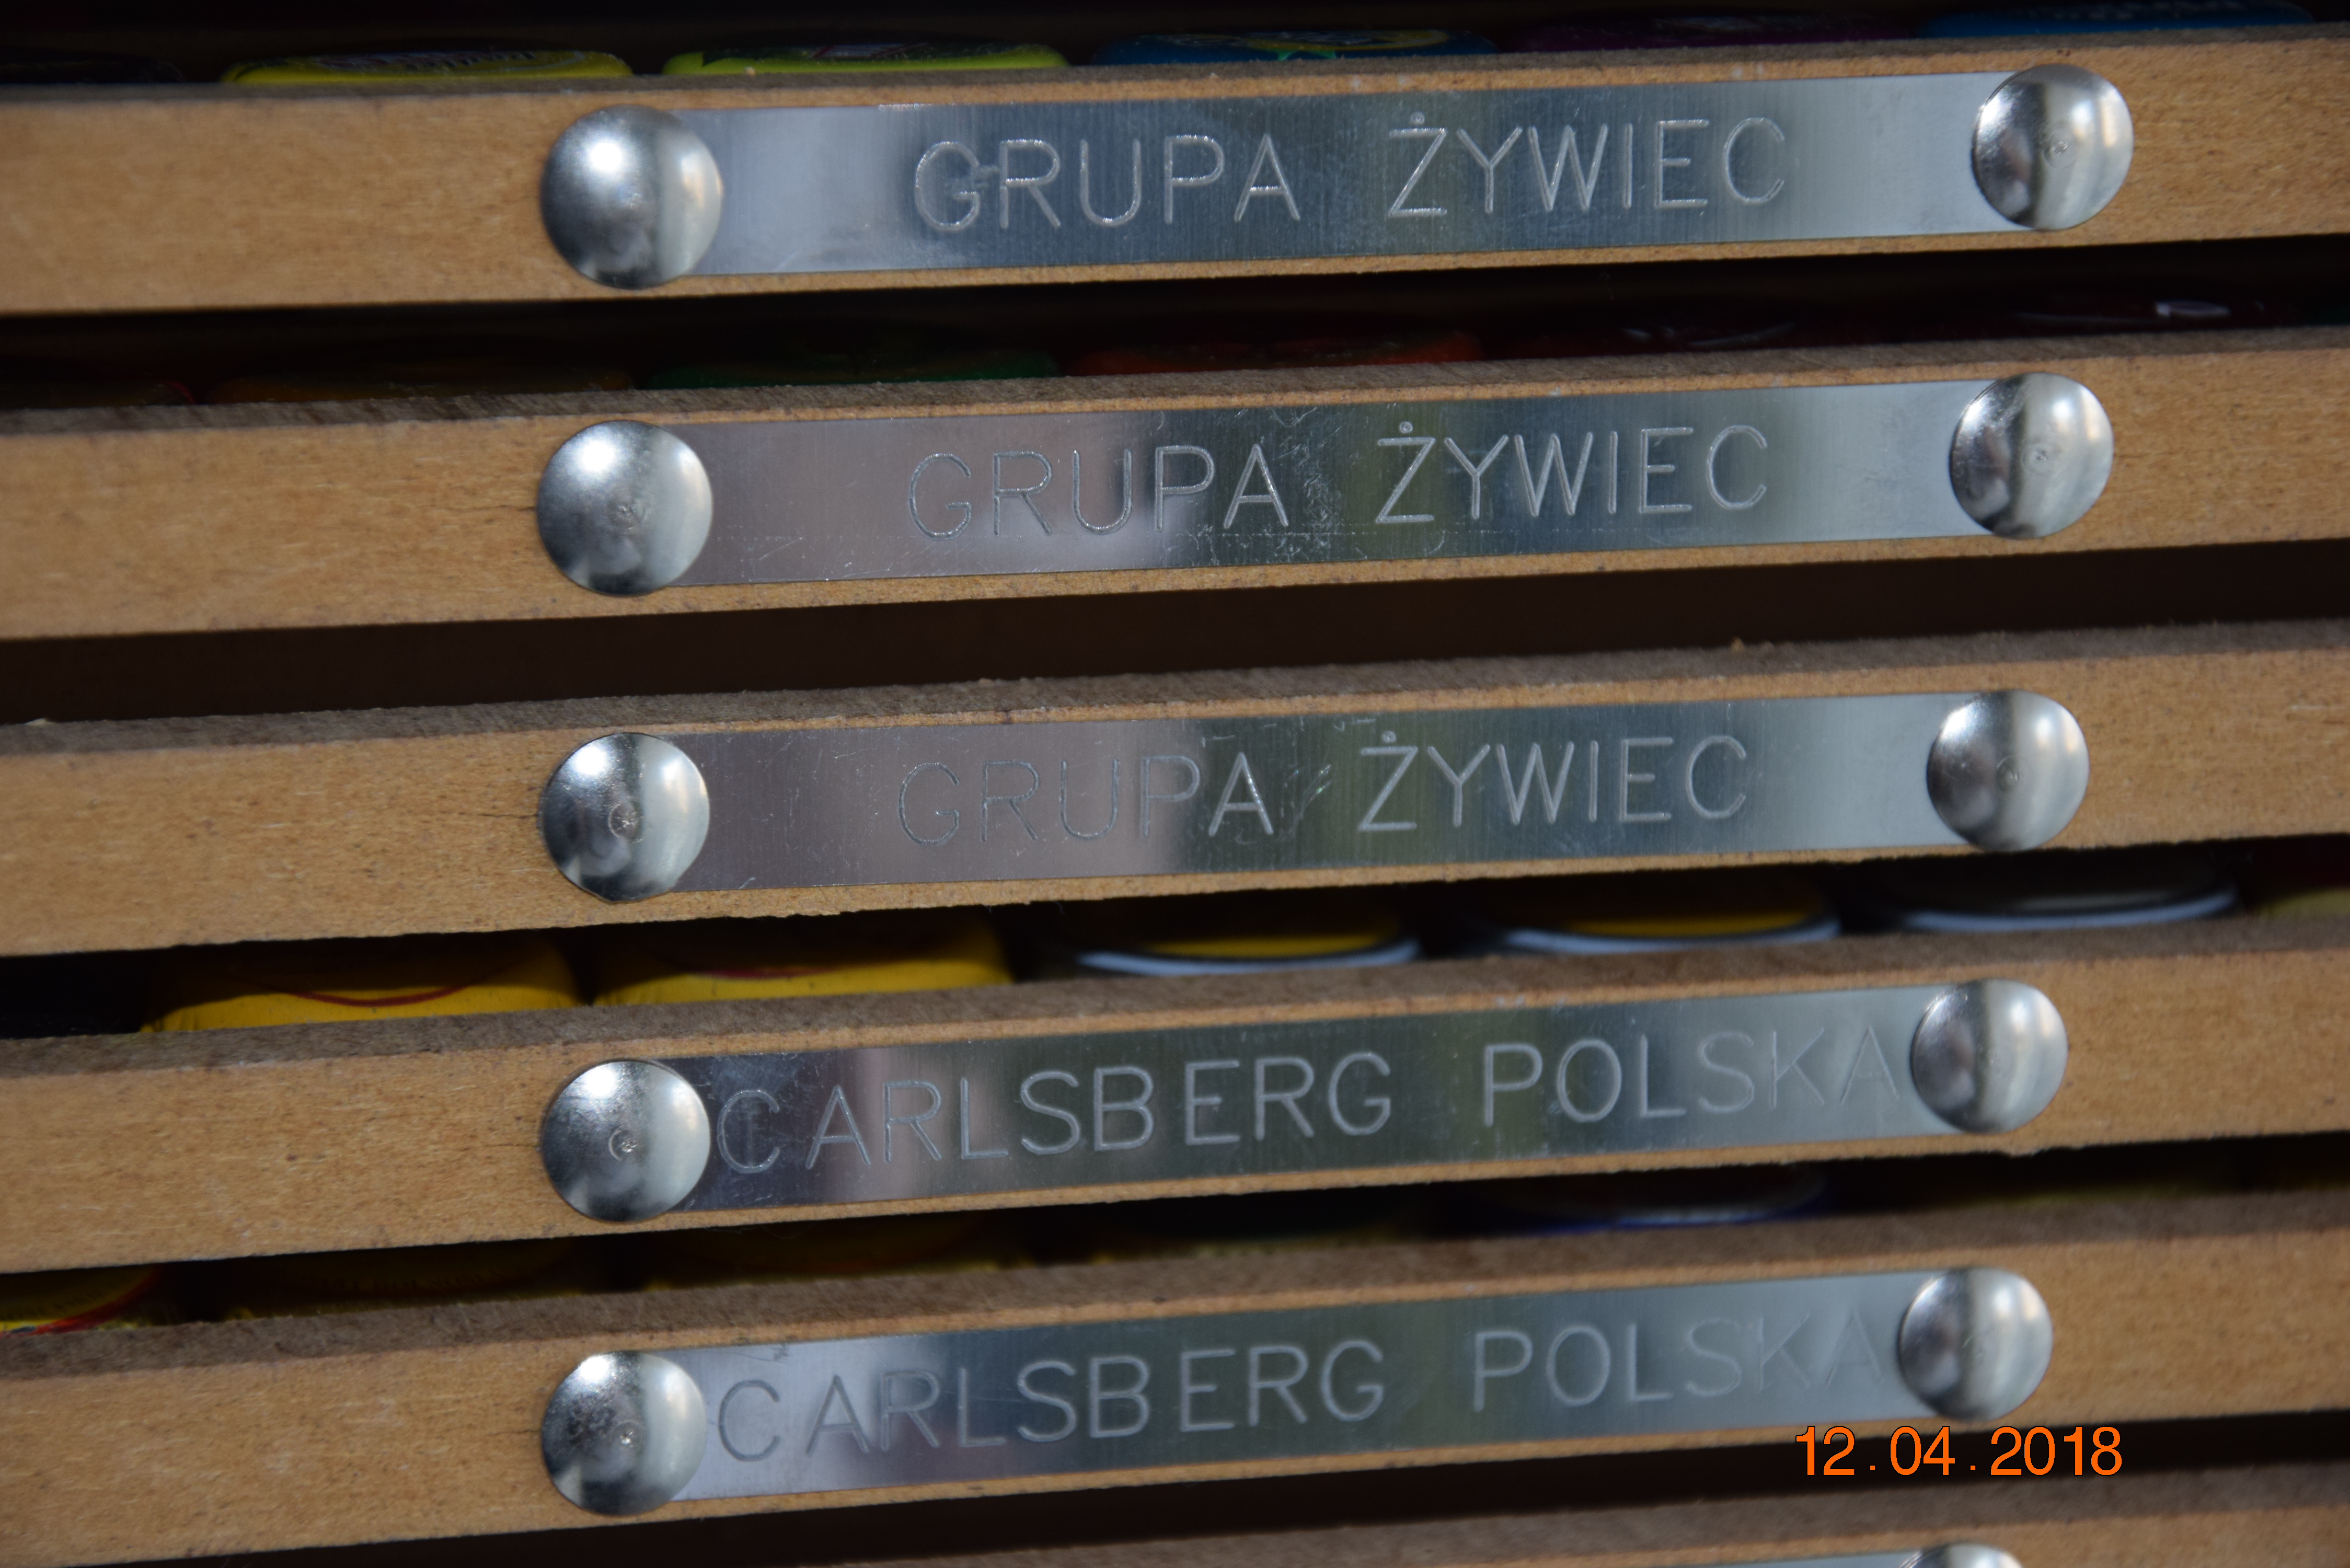 GRUPA ŻYWIEC
GRUPA ŻYWIEC
GRUPA ŻYWIEC
CARLSBERG POLSKA
CARLSBERG POLSKA
12.04.2018